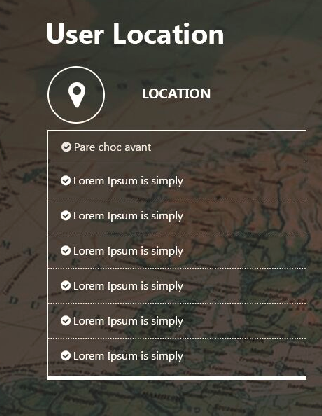 User Location
LOCATION
Pare choc avant
Lorem Ipsum is simply
Lorem Ipsum is simply
Lorem Ipsum is simply
Lorem Ipsum is simply
Lorem Ipsum is simply
Lorem Ipsum is simply